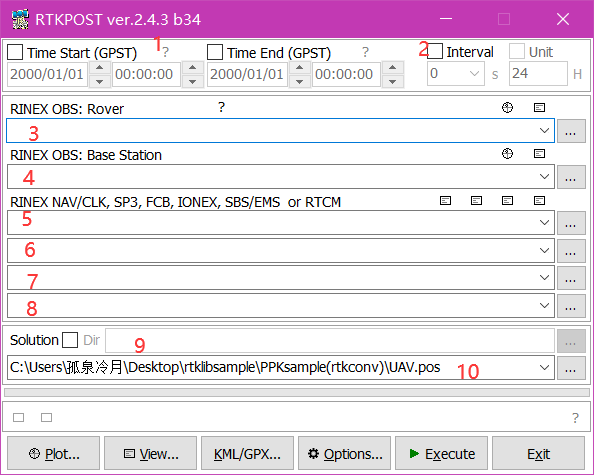 RTKPOST ver.2.4.3 b34
Time Start (GPST) 1 ? Time End (GPST) ? 2 Interval Unit
2000/01/01 00:00:00 2000/01/01 00:00:00 0 s 24 H
RINEX OBS: Rover ?
3 ...
RINEX OBS: Base Station
4 ...
RINEX NAV/CLK, SP3, FCB, IONEX, SBS/EMS or RTCM
5 ...
6 ...
7 ...
8 ...
Solution Dir 9 ...
C:\Users\孤泉冷月\Desktop\rtklibsample\PPKsample(rtkconv)\UAV.pos 10 ...
?
Plot... View... KML/GPX... Options... Execute Exit